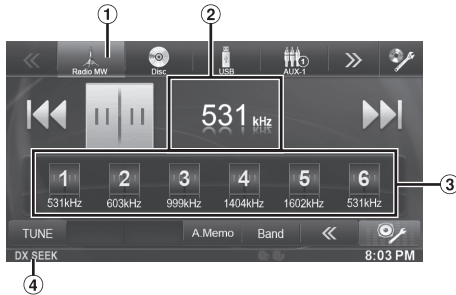 ① ②
Radio MW Disc USB ① AUX-1
531 kHz
1 2 3 4 5 6
531kHz 603kHz 999kHz 1404kHz 1602kHz 531kHz
③
TUNE A.Memo Band
DX SEEK 8:03 PM
④